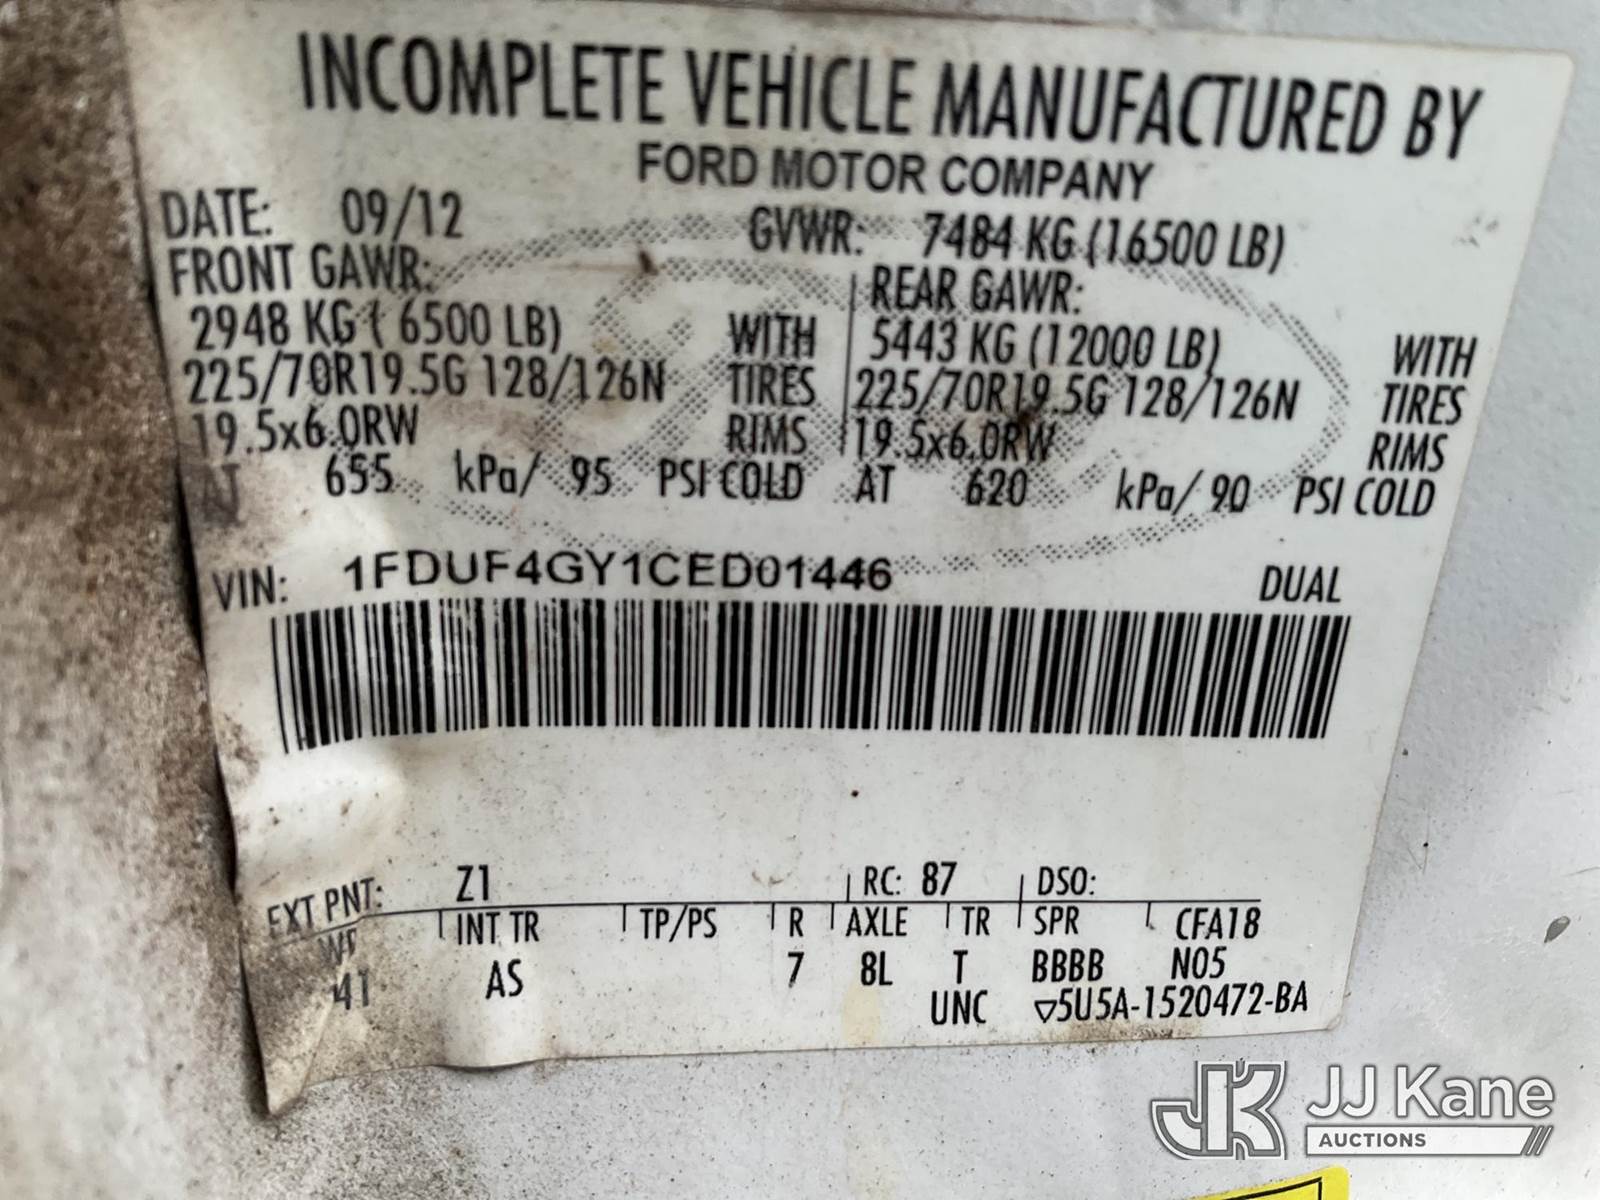 INCOMPLETE VEHICLE MANUFACTURED BY
FORD MOTOR COMPANY
DATE: 09/12 GVWR: 7484 KG (16500 LB)
FRONT GAWR: REAR GAWR:
2948 KG ( 6500 LB) WITH 5443 KG (12000 LB) WITH
225/70R19.5G 128/126N TIRES 225/70R19.5G 128/126N TIRES
19.5x6.0RW RIMS 19.5x6.0RW RIMS
AT 655 kPa/ 95 PSI COLD AT 620 kPa/ 90 PSI COLD
VIN: 1FDUF4GY1CED01446 DUAL
EXT PNT: Z1 RC: 87 DSO:
WB INT TR TP/PS R AXLE TR SPR CFA18
41 AS 7 8L T BBBB N05
UNC ▽5U5A-1520472-BA
JK JJ Kane
AUCTIONS